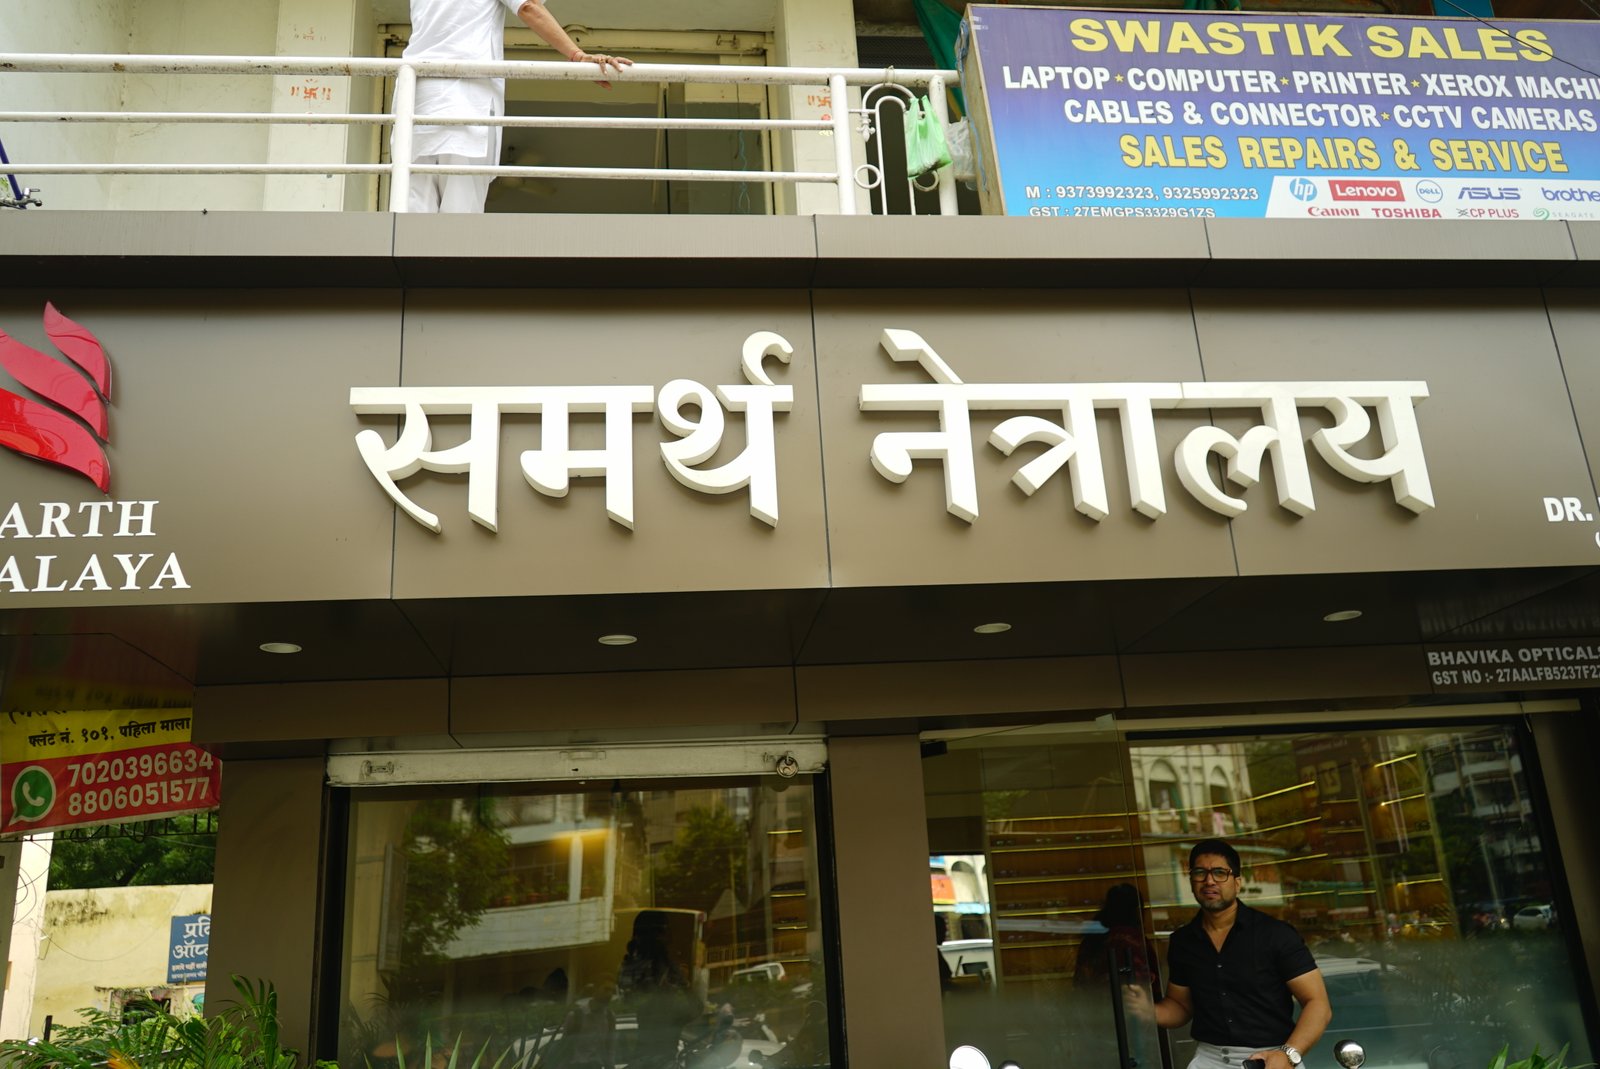 SWASTIK SALES
LAPTOP * COMPUTER * PRINTER * XEROX MACHI
CABLES & CONNECTOR * CCTV CAMERAS
SALES REPAIRS & SERVICE
M : 9373992323, 9325992323
GST : 27EMGPS3329G1ZS
hp Lenovo DELL ASUS brothe
Canon TOSHIBA CP PLUS SEAGATE
समर्थ नेत्रालय
ARTH
ALAYA
DR.
BHAVIKA OPTICALS
GST NO :- 27AALFB5237F2
फ्लॅट नं. १०१, पहिला माळा
7020396634
8806051577